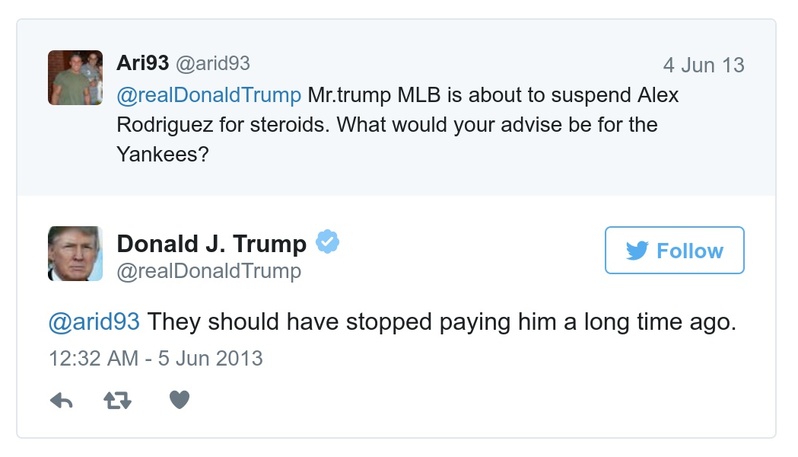 Ari93 @arid93 4 Jun 13
@realDonaldTrump Mr.trump MLB is about to suspend Alex
Rodriguez for steroids. What would your advise be for the
Yankees?
Donald J. Trump
@realDonaldTrump
Follow
@arid93 They should have stopped paying him a long time ago.
12:32 AM - 5 Jun 2013